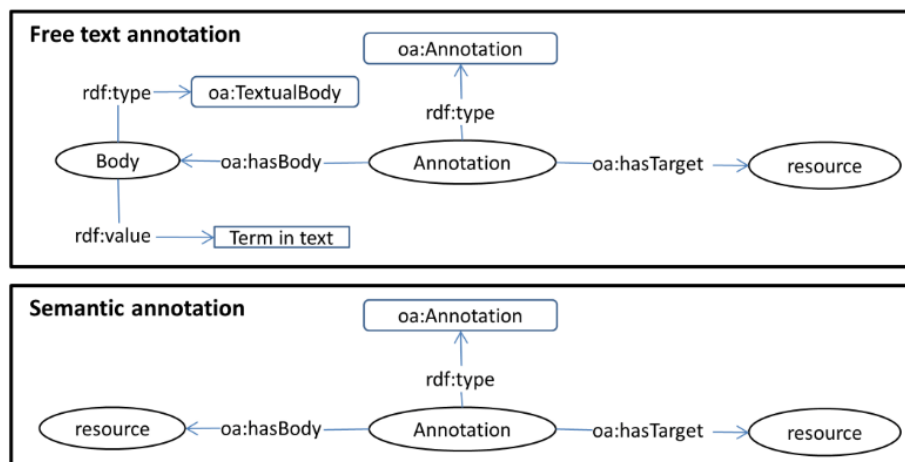 Free text annotation
oa:Annotation
rdf:type
oa:TextualBody
rdf:type
Body
oa:hasBody
Annotation
oa:hasTarget
resource
rdf:value
Term in text
Semantic annotation
oa:Annotation
rdf:type
resource
oa:hasBody
Annotation
oa:hasTarget
resource